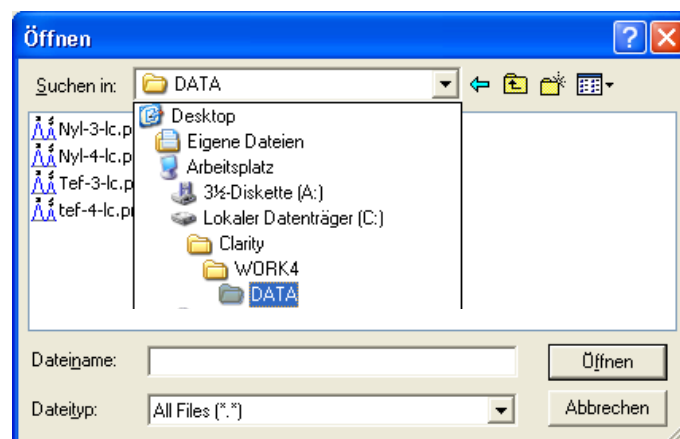 Öffnen
Suchen in: DATA
Desktop
Eigene Dateien
Arbeitsplatz
3½-Diskette (A:)
Lokaler Datenträger (C:)
Clarity
WORK4
DATA
Nyl-3-lc.p
Nyl-4-lc.p
Tef-3-lc.p
tef-4-lc.p
Dateiname:
Öffnen
Dateityp: All Files (*.*)
Abbrechen